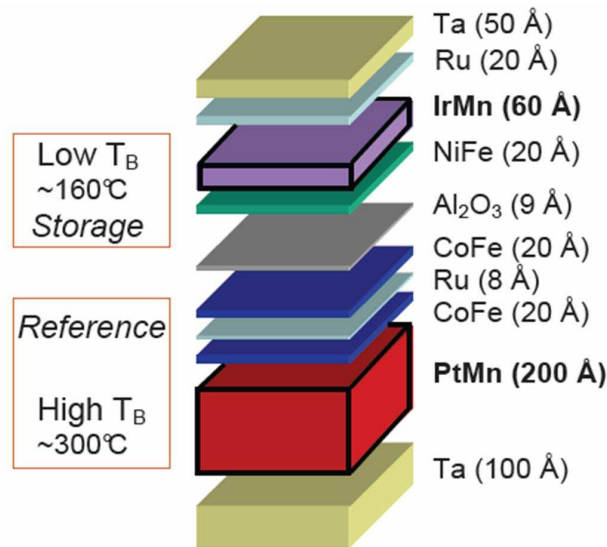 Ta (50 Å)
Ru (20 Å)
IrMn (60 Å)
NiFe (20 Å)
Al₂O₃ (9 Å)
CoFe (20 Å)
Ru (8 Å)
CoFe (20 Å)
PtMn (200 Å)
Ta (100 Å)
Low T_B
~160°C
Storage
Reference
High T_B
~300°C